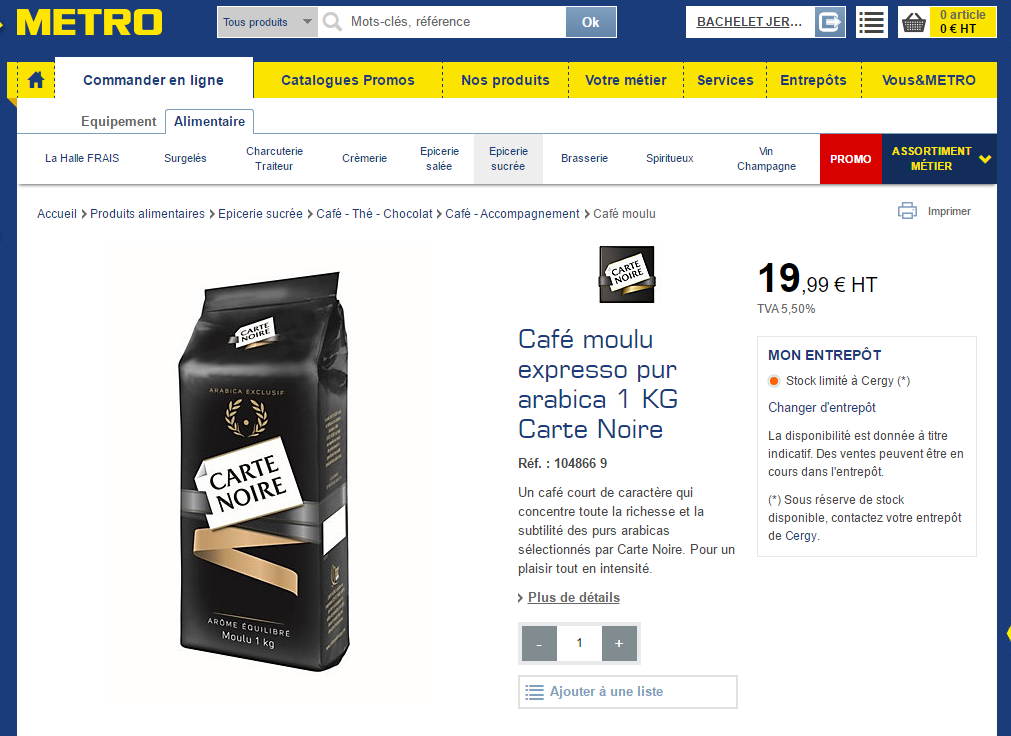 METRO
Tous produits
Mots-clés, référence
Ok
BACHELET JER...
0 article
0 € HT
Commander en ligne
Catalogues Promos
Nos produits
Votre métier
Services
Entrepôts
Vous&METRO
Equipement
Alimentaire
La Halle FRAIS
Surgelés
Charcuterie
Traiteur
Crèmerie
Epicerie
salée
Epicerie
sucrée
Brasserie
Spiritueux
Vin
Champagne
PROMO
ASSORTIMENT
MÉTIER
Accueil > Produits alimentaires > Epicerie sucrée > Café - Thé - Chocolat > Café - Accompagnement > Café moulu
Imprimer
CARTE
NOIRE
ARABICA EXCLUSIF
CARTE
NOIRE
ARÔME ÉQUILIBRÉ
Moulu 1 kg
CARTE
NOIRE
Café moulu
expresso pur
arabica 1 KG
Carte Noire
Réf. : 104866 9
Un café court de caractère qui
concentre toute la richesse et la
subtilité des purs arabicas
sélectionnés par Carte Noire. Pour un
plaisir tout en intensité.
> Plus de détails
- 1 +
Ajouter à une liste
19,99 € HT
TVA 5,50%
MON ENTREPÔT
Stock limité à Cergy (*)
Changer d'entrepôt
La disponibilité est donnée à titre
indicatif. Des ventes peuvent être en
cours dans l'entrepôt.
(*) Sous réserve de stock
disponible, contactez votre entrepôt
de Cergy.